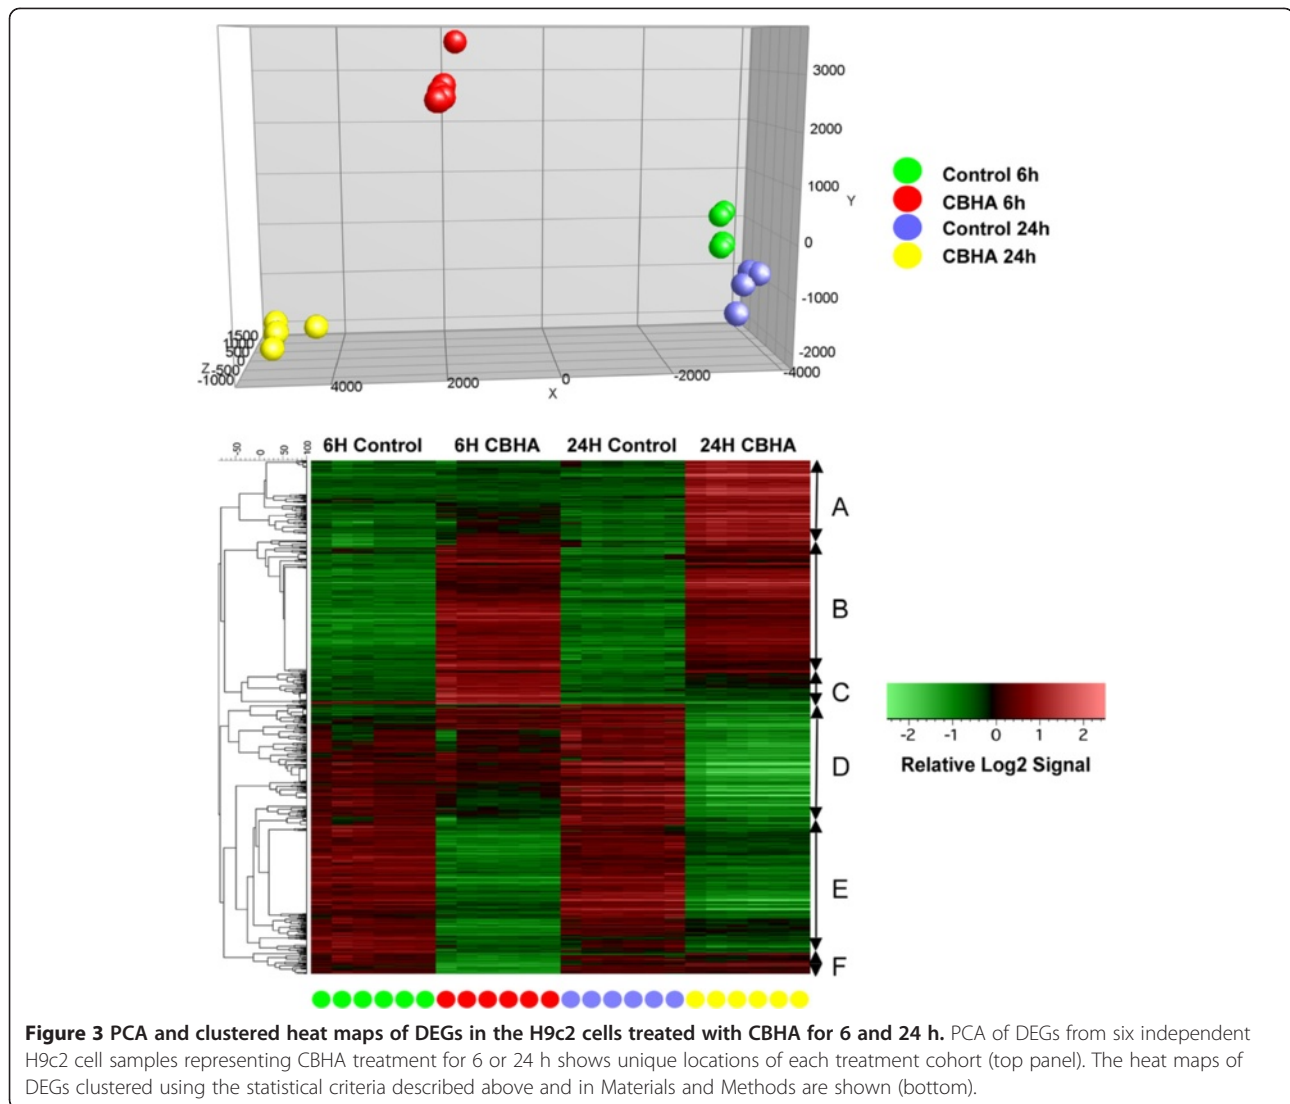 3000
2000
1000
Y
0
-1000
-2000
1500
1000
500
0
Z -500
-1000
4000
2000
0
-2000
-4000
X
Control 6h
CBHA 6h
Control 24h
CBHA 24h
-50 0 50 100
6H Control 6H CBHA 24H Control 24H CBHA
A
B
C
D
E
F
-2 -1 0 1 2
Relative Log2 Signal
Figure 3 PCA and clustered heat maps of DEGs in the H9c2 cells treated with CBHA for 6 and 24 h. PCA of DEGs from six independent
H9c2 cell samples representing CBHA treatment for 6 or 24 h shows unique locations of each treatment cohort (top panel). The heat maps of
DEGs clustered using the statistical criteria described above and in Materials and Methods are shown (bottom).